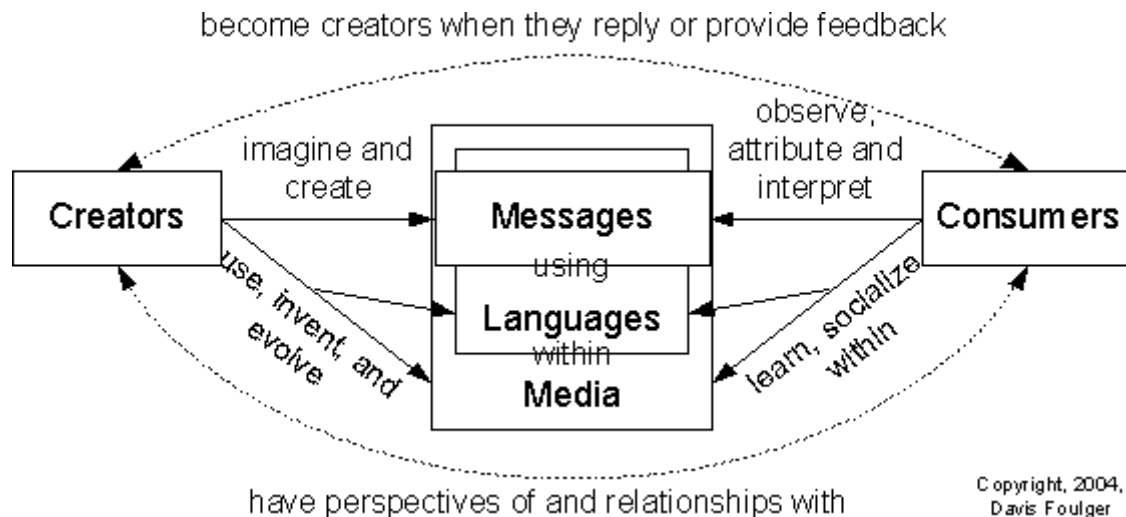 become creators when they reply or provide feedback
imagine and
create
observe,
attribute and
interpret
Creators
Messages
Consumers
using
Languages
within
Media
use, invent, and
evolve
learn, socialize
within
have perspectives of and relationships with
Copyright, 2004,
Davis Foulger